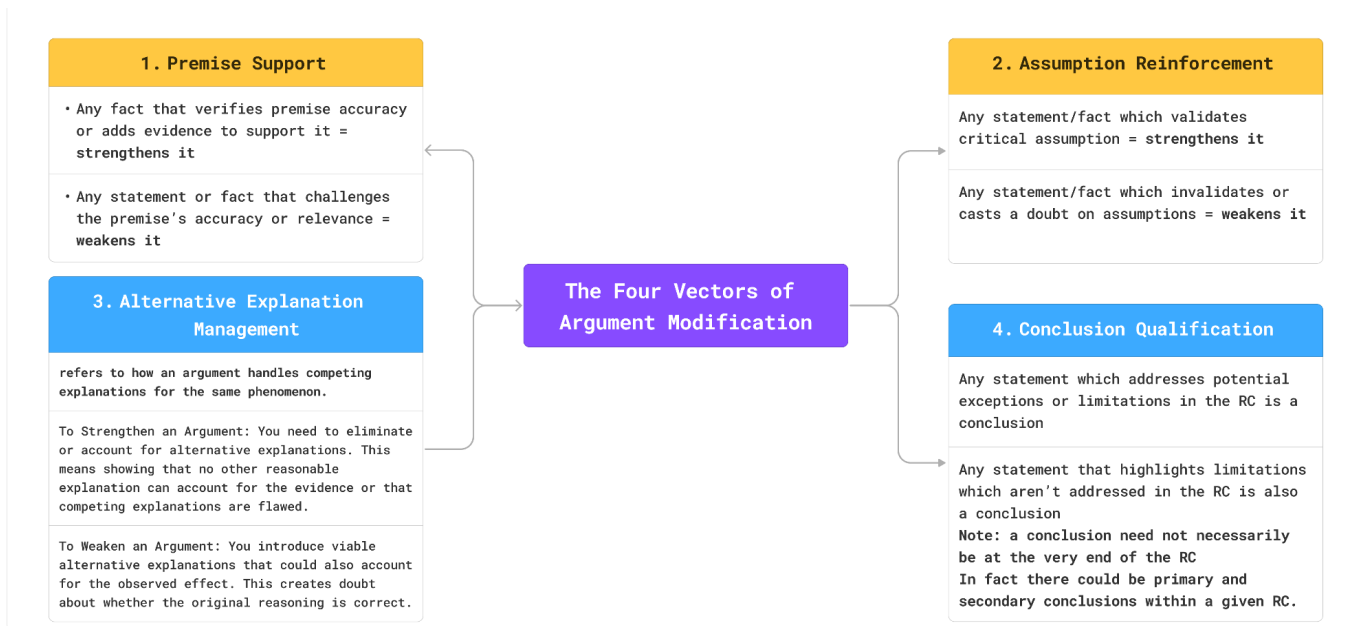 1. Premise Support
• Any fact that verifies premise accuracy
or adds evidence to support it =
strengthens it
• Any statement or fact that challenges
the premise’s accuracy or relevance =
weakens it
3. Alternative Explanation
Management
refers to how an argument handles competing
explanations for the same phenomenon.
To Strengthen an Argument: You need to eliminate
or account for alternative explanations. This
means showing that no other reasonable
explanation can account for the evidence or that
competing explanations are flawed.
To Weaken an Argument: You introduce viable
alternative explanations that could also account
for the observed effect. This creates doubt
about whether the original reasoning is correct.
The Four Vectors of
Argument Modification
2. Assumption Reinforcement
Any statement/fact which validates
critical assumption = strengthens it
Any statement/fact which invalidates or
casts a doubt on assumptions = weakens it
4. Conclusion Qualification
Any statement which addresses potential
exceptions or limitations in the RC is a
conclusion
Any statement that highlights limitations
which aren’t addressed in the RC is also
a conclusion
Note: a conclusion need not necessarily
be at the very end of the RC
In fact there could be primary and
secondary conclusions within a given RC.